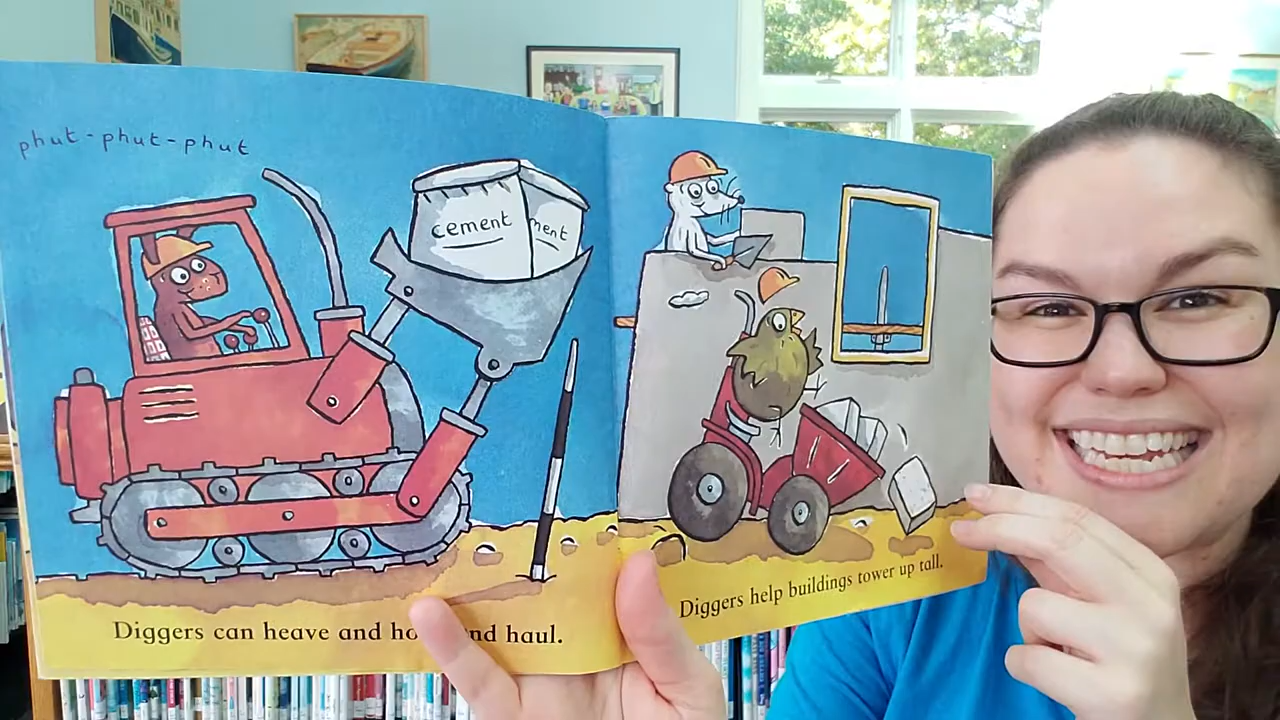 phut-phut-phut
cement
ment
Diggers can heave and ho nd haul.
Diggers help buildings tower up tall.